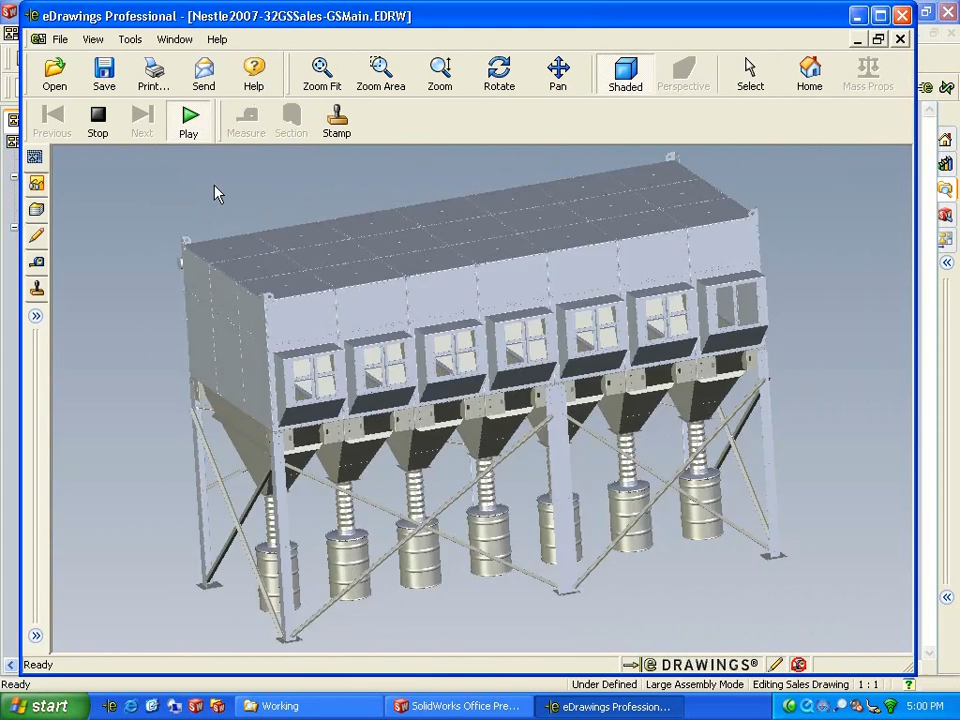 eDrawings Professional - [Nestle2007-32GSSales-GSMain.EDRW]
File View Tools Window Help
Open Save Print... Send Help Zoom Fit Zoom Area Zoom Rotate Pan Shaded Perspective Select Home Mass Props
Previous Stop Next Play Measure Section Stamp
Ready
e DRAWINGS®
Ready Under Defined Large Assembly Mode Editing Sales Drawing 1 : 1
start Working SolidWorks Office Pre... eDrawings Profession... 5:00 PM